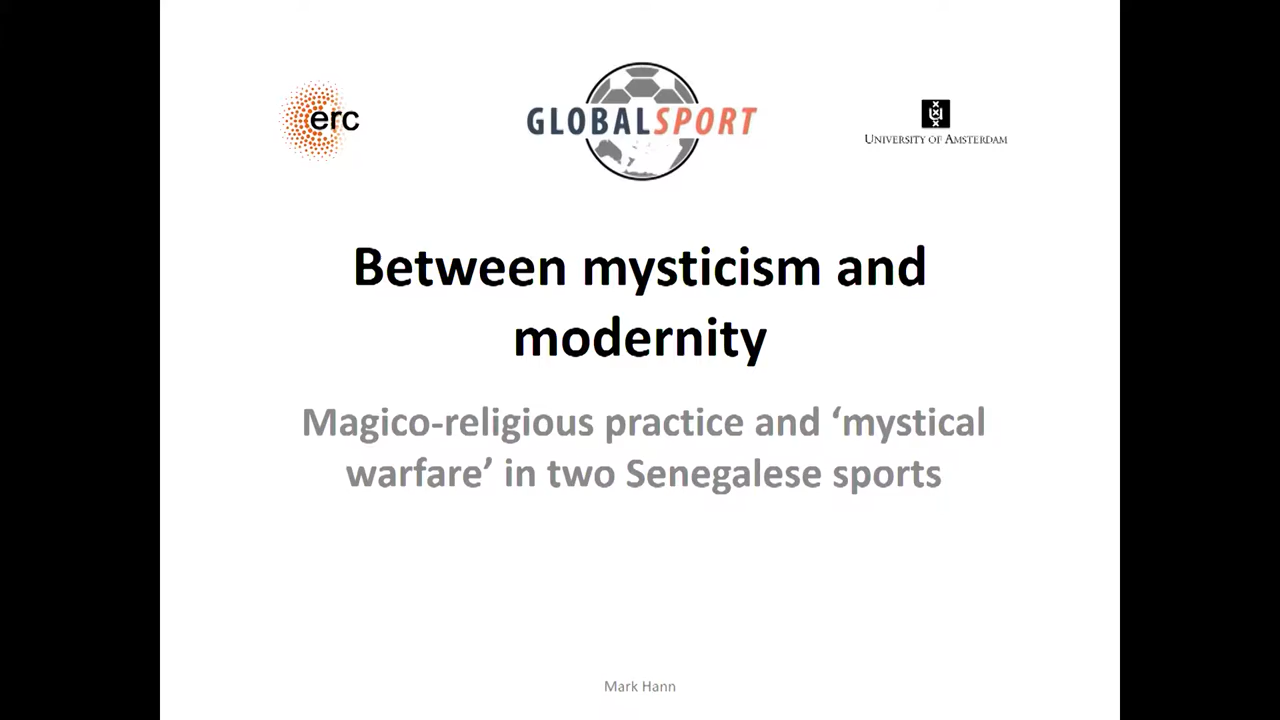 erc
GLOBALSPORT
UNIVERSITY OF AMSTERDAM
Between mysticism and
modernity
Magico-religious practice and ‘mystical
warfare’ in two Senegalese sports
Mark Hann